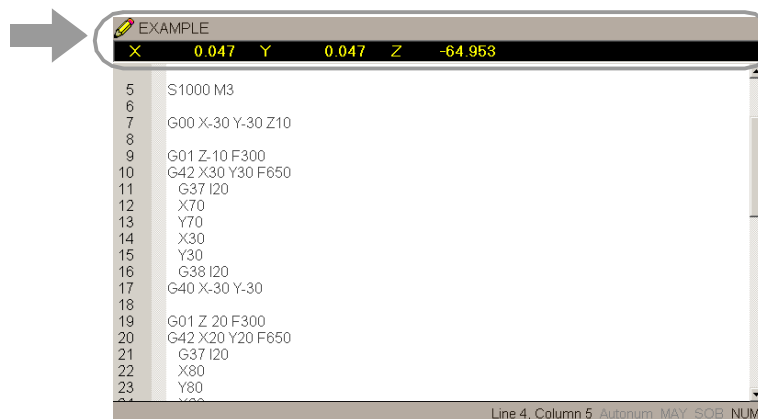 EXAMPLE
X 0.047 Y 0.047 Z -64.953
5 S1000 M3
6
7 G00 X-30 Y-30 Z10
8
9 G01 Z-10 F300
10 G42 X30 Y30 F650
11 G37 I20
12 X70
13 Y70
14 X30
15 Y30
16 G38 I20
17 G40 X-30 Y-30
18
19 G01 Z 20 F300
20 G42 X20 Y20 F650
21 G37 I20
22 X80
23 Y80
Line 4, Column 5 Autonum MAY SOB NUM